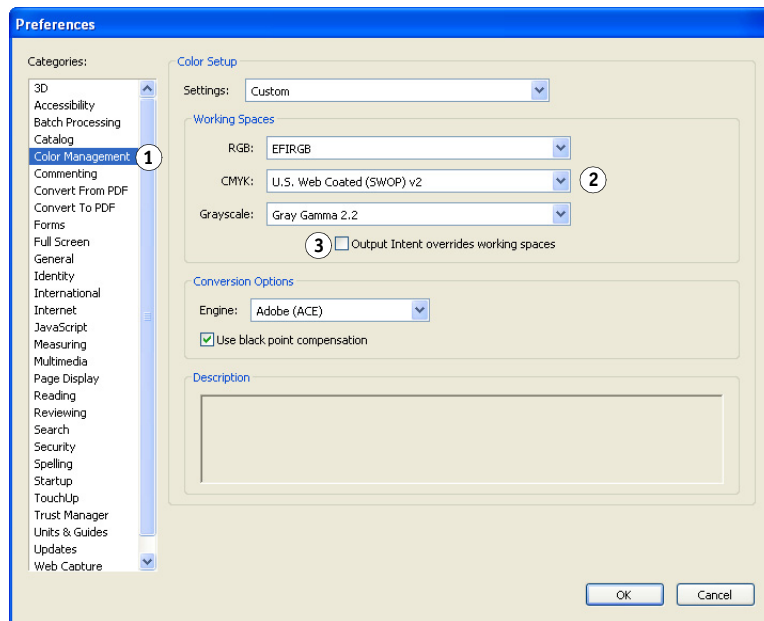 Preferences
Categories:
3D
Accessibility
Batch Processing
Catalog
Color Management
1
Commenting
Convert From PDF
Convert To PDF
Forms
Full Screen
General
Identity
International
Internet
JavaScript
Measuring
Multimedia
Page Display
Reading
Reviewing
Search
Security
Spelling
Startup
TouchUp
Trust Manager
Units & Guides
Updates
Web Capture
Color Setup
Settings: Custom
Working Spaces
RGB: EFIRGB
CMYK: U.S. Web Coated (SWOP) v2
2
Grayscale: Gray Gamma 2.2
3 Output Intent overrides working spaces
Conversion Options
Engine: Adobe (ACE)
Use black point compensation
Description
OK Cancel